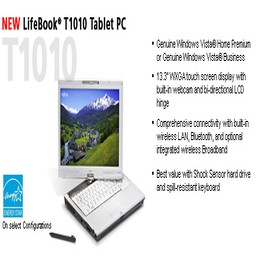 NEW LifeBook® T1010 Tablet PC
T1010
Genuine Windows Vista® Home Premium
or Genuine Windows Vista® Business
13.3" WXGA touch screen display with
built-in webcam and bi-directional LCD
hinge
Comprehensive connectivity with built-in
wireless LAN, Bluetooth, and optional
integrated wireless Broadband
Best value with Shock Sensor hard drive
and spill-resistant keyboard
ENERGY STAR
On select Configurations